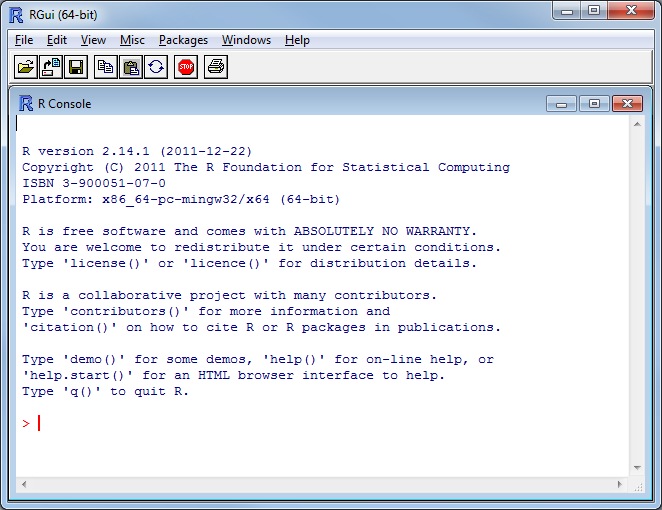 RGui (64-bit)
File Edit View Misc Packages Windows Help
STOP
R Console
R version 2.14.1 (2011-12-22)
Copyright (C) 2011 The R Foundation for Statistical Computing
ISBN 3-900051-07-0
Platform: x86_64-pc-mingw32/x64 (64-bit)
R is free software and comes with ABSOLUTELY NO WARRANTY.
You are welcome to redistribute it under certain conditions.
Type 'license()' or 'licence()' for distribution details.
R is a collaborative project with many contributors.
Type 'contributors()' for more information and
'citation()' on how to cite R or R packages in publications.
Type 'demo()' for some demos, 'help()' for on-line help, or
'help.start()' for an HTML browser interface to help.
Type 'q()' to quit R.
>